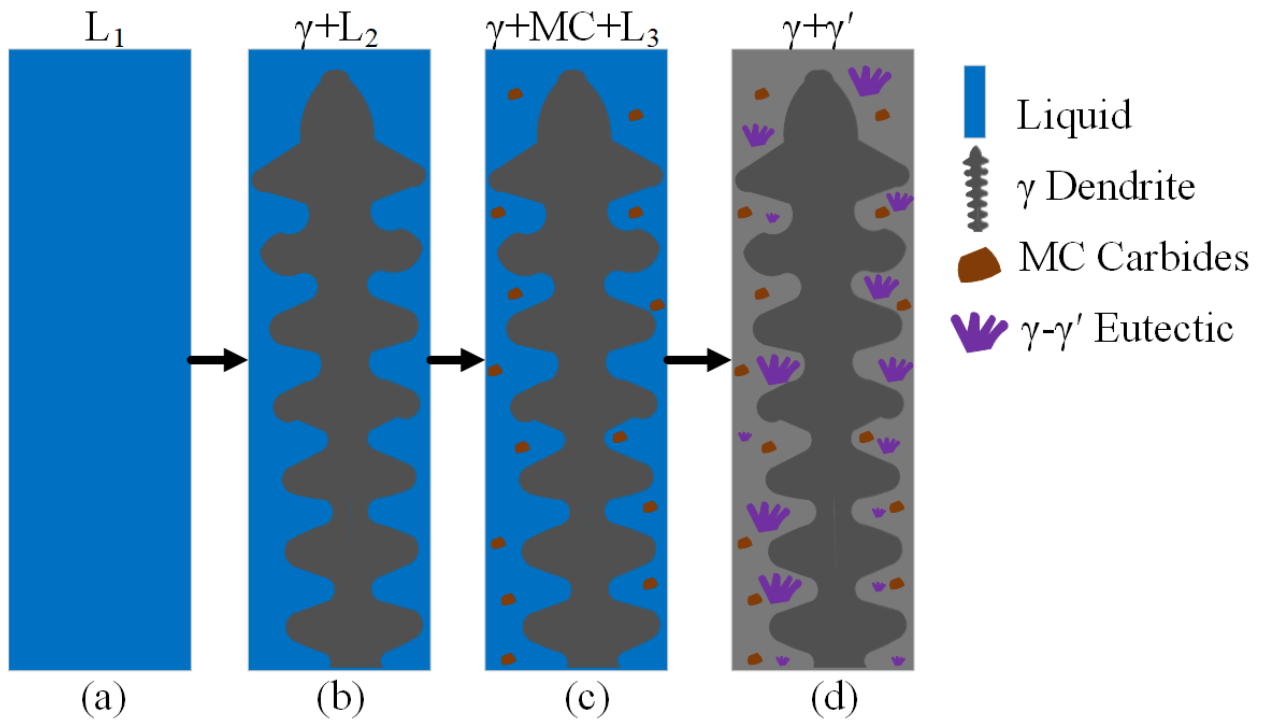 L₁
γ+L₂
γ+MC+L₃
γ+γ′
Liquid
γ Dendrite
MC Carbides
γ-γ′ Eutectic
(a)
(b)
(c)
(d)